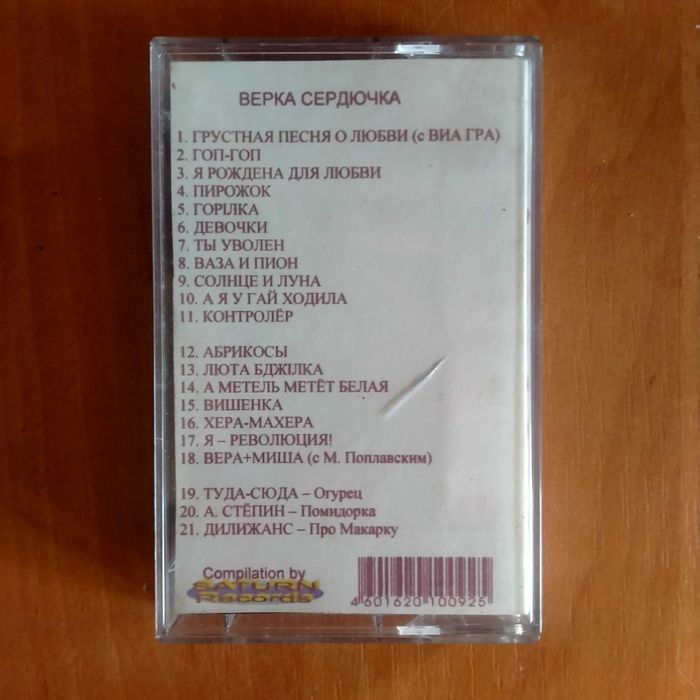 ВЕРКА СЕРДЮЧКА
1. ГРУСТНАЯ ПЕСНЯ О ЛЮБВИ (с ВИА ГРА)
2. ГОП-ГОП
3. Я РОЖДЕНА ДЛЯ ЛЮБВИ
4. ПИРОЖОК
5. ГОРІЛКА
6. ДЕВОЧКИ
7. ТЫ УВОЛЕН
8. ВАЗА И ПИОН
9. СОЛНЦЕ И ЛУНА
10. А Я У ГАЙ ХОДИЛА
11. КОНТРОЛЁР
12. АБРИКОСЫ
13. ЛЮТА БДЖІЛКА
14. А МЕТЕЛЬ МЕТЁТ БЕЛАЯ
15. ВИШЕНКА
16. ХЕРА-МАХЕРА
17. Я – РЕВОЛЮЦИЯ!
18. ВЕРА+МИША (с М. Поплавским)
19. ТУДА-СЮДА – Огурец
20. А. СТЁПИН – Помидорка
21. ДИЛИЖАНС – Про Макарку
Compilation by
SATURN
Records
4 601620 100925